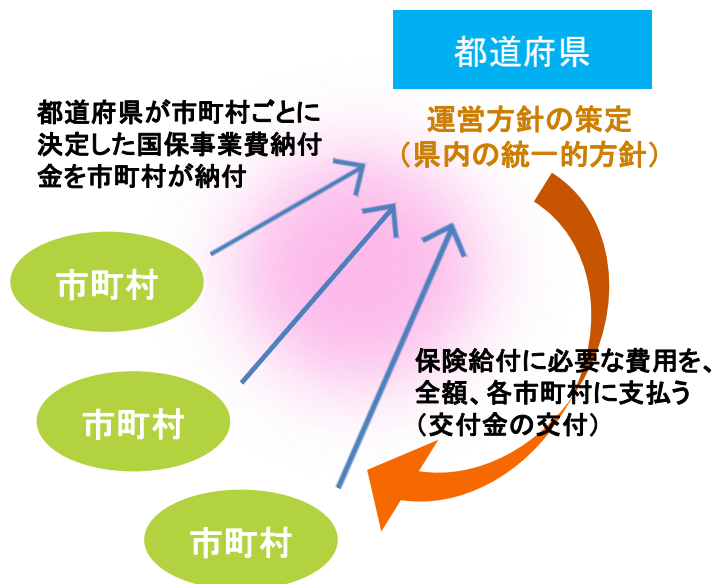 都道府県
運営方針の策定
（県内の統一的方針）
都道府県が市町村ごとに
決定した国保事業費納付
金を市町村が納付
市町村
市町村
市町村
保険給付に必要な費用を、
全額、各市町村に支払う
（交付金の交付）